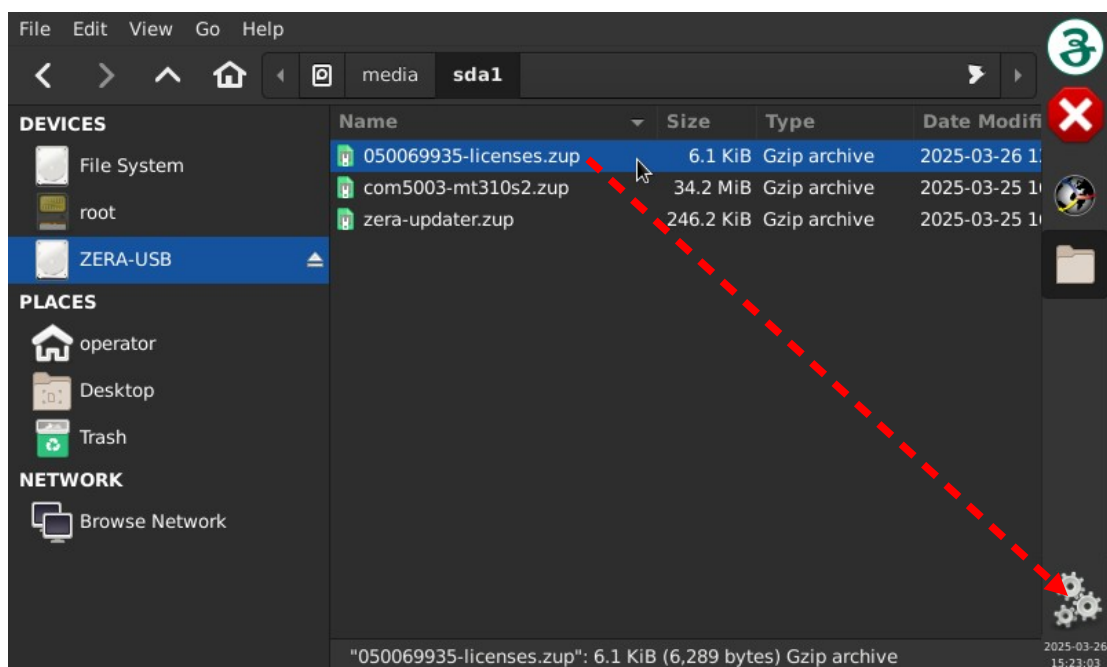 File Edit View Go Help
media sda1
DEVICES
File System
root
ZERA-USB
PLACES
operator
Desktop
Trash
NETWORK
Browse Network
Name Size Type Date Modifi
050069935-licenses.zup 6.1 KiB Gzip archive 2025-03-26 1
com5003-mt310s2.zup 34.2 MiB Gzip archive 2025-03-25 1
zera-updater.zup 246.2 KiB Gzip archive 2025-03-25 1
"050069935-licenses.zup": 6.1 KiB (6,289 bytes) Gzip archive
2025-03-26
15:23:03